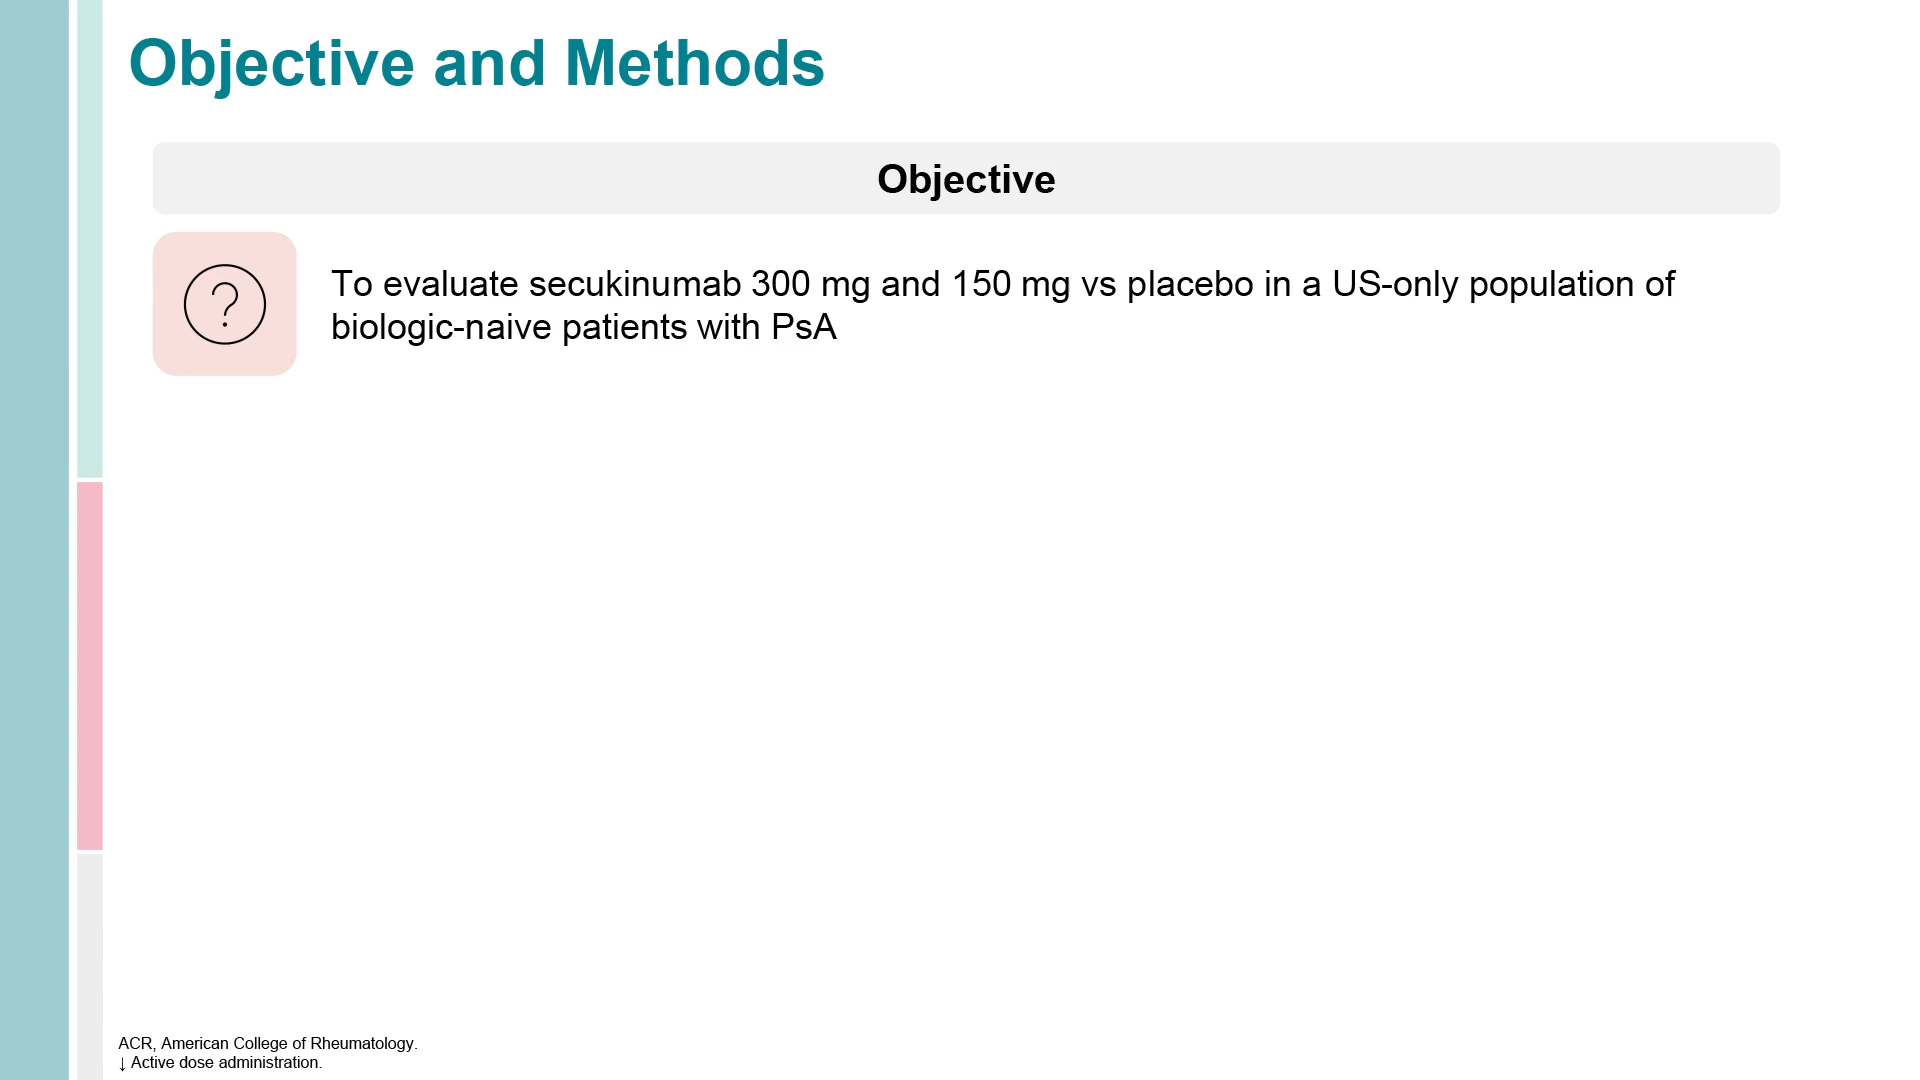 Objective and Methods
Objective
?
To evaluate secukinumab 300 mg and 150 mg vs placebo in a US-only population of
biologic-naive patients with PsA
ACR, American College of Rheumatology.
↓ Active dose administration.